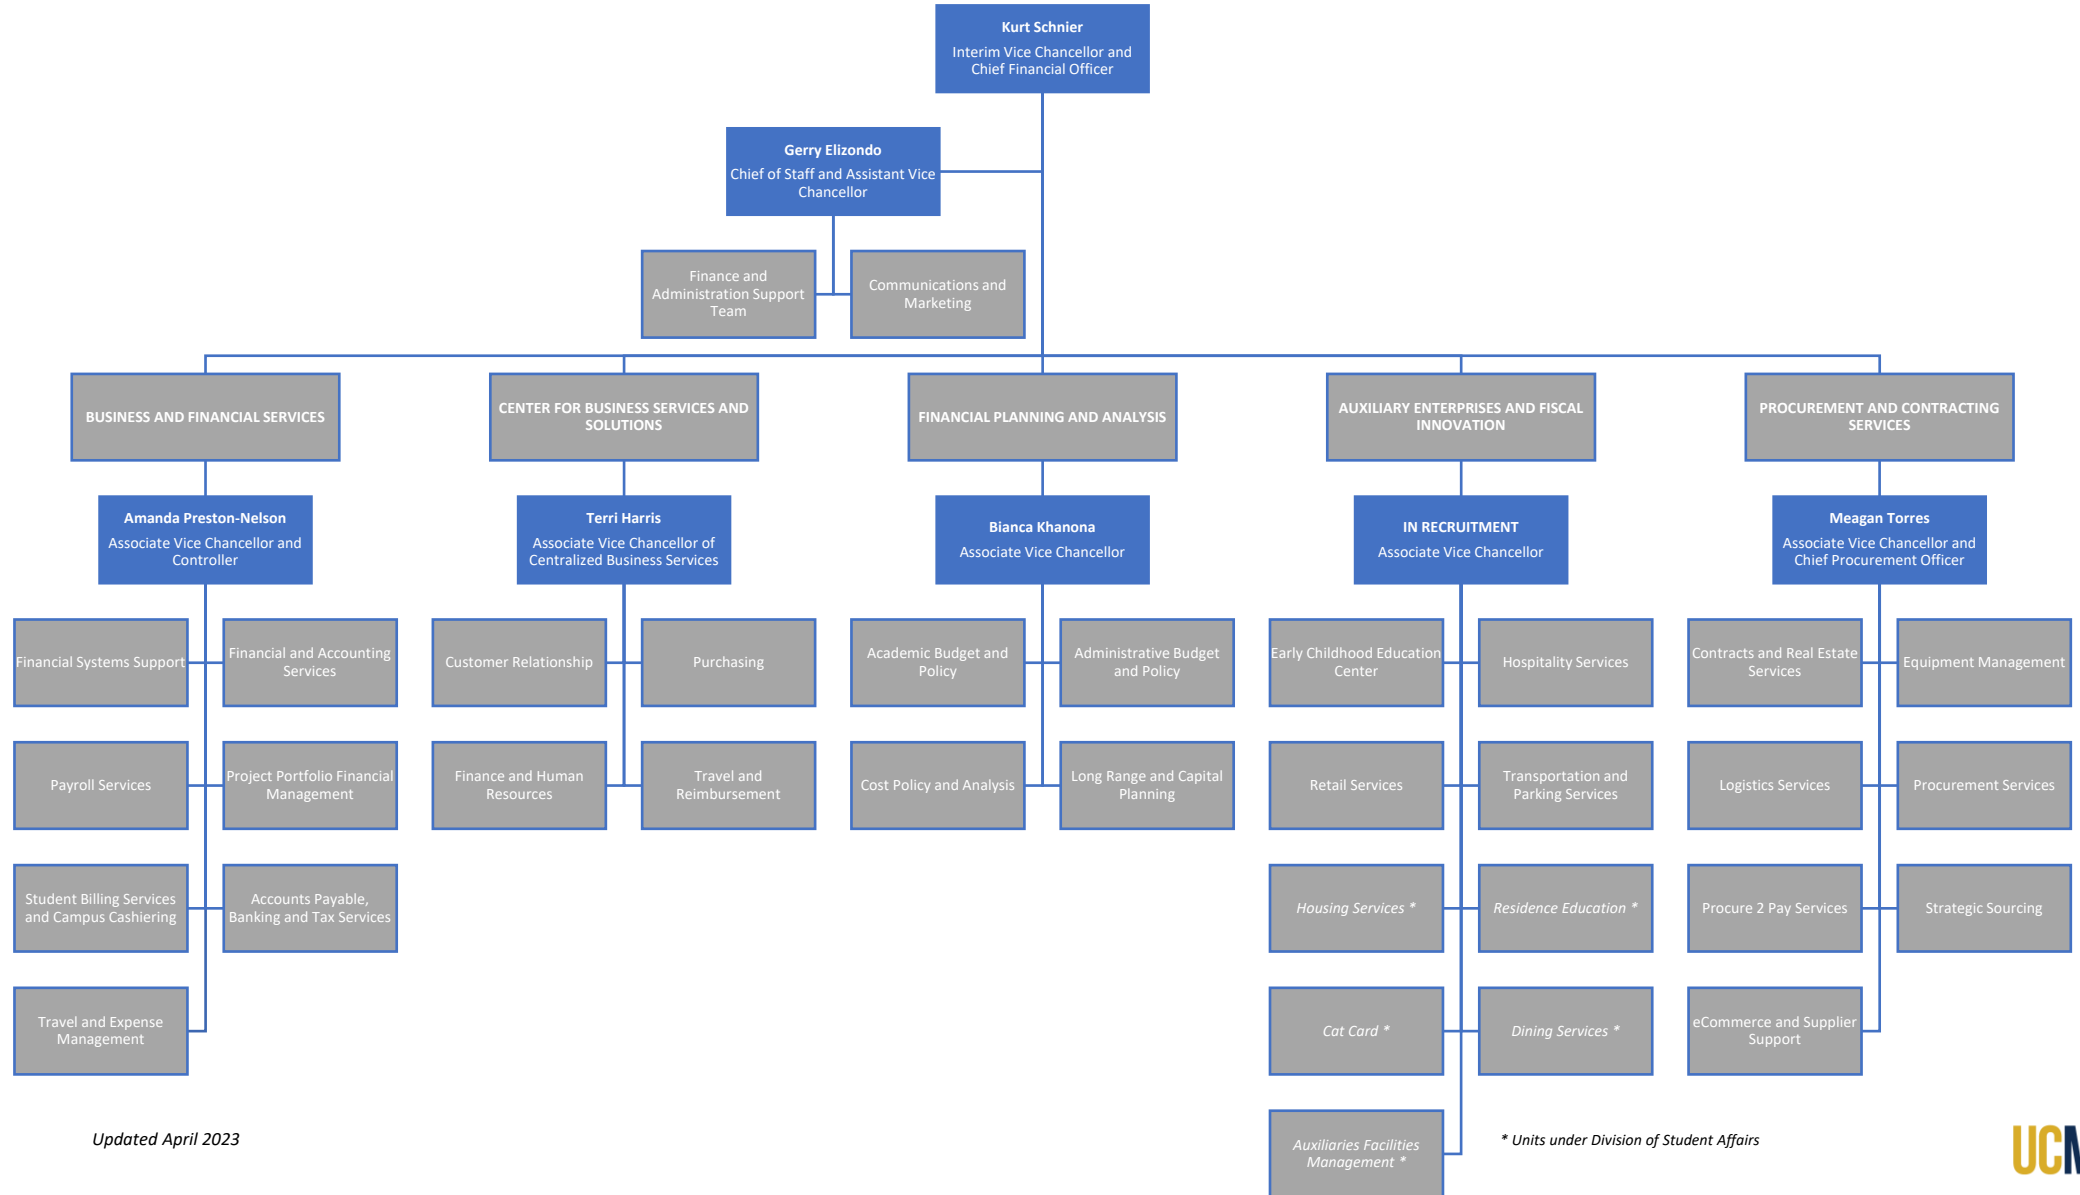 Kurt Schnier
Interim Vice Chancellor and
Chief Financial Officer
Gerry Elizondo
Chief of Staff and Assistant Vice
Chancellor
Finance and
Administration Support
Team
Communications and
Marketing
BUSINESS AND FINANCIAL SERVICES
CENTER FOR BUSINESS SERVICES AND
SOLUTIONS
FINANCIAL PLANNING AND ANALYSIS
AUXILIARY ENTERPRISES AND FISCAL
INNOVATION
PROCUREMENT AND CONTRACTING
SERVICES
Amanda Preston-Nelson
Associate Vice Chancellor and
Controller
Terri Harris
Associate Vice Chancellor of
Centralized Business Services
Bianca Khanona
Associate Vice Chancellor
IN RECRUITMENT
Associate Vice Chancellor
Meagan Torres
Associate Vice Chancellor and
Chief Procurement Officer
Financial Systems Support
Financial and Accounting
Services
Customer Relationship
Purchasing
Academic Budget and
Policy
Administrative Budget
and Policy
Early Childhood Education
Center
Hospitality Services
Contracts and Real Estate
Services
Equipment Management
Payroll Services
Project Portfolio Financial
Management
Finance and Human
Resources
Travel and
Reimbursement
Cost Policy and Analysis
Long Range and Capital
Planning
Retail Services
Transportation and
Parking Services
Logistics Services
Procurement Services
Student Billing Services
and Campus Cashiering
Accounts Payable,
Banking and Tax Services
Housing Services *
Residence Education *
Procure 2 Pay Services
Strategic Sourcing
Travel and Expense
Management
Cat Card *
Dining Services *
eCommerce and Supplier
Support
Auxiliaries Facilities
Management *
Updated April 2023
* Units under Division of Student Affairs
UCM